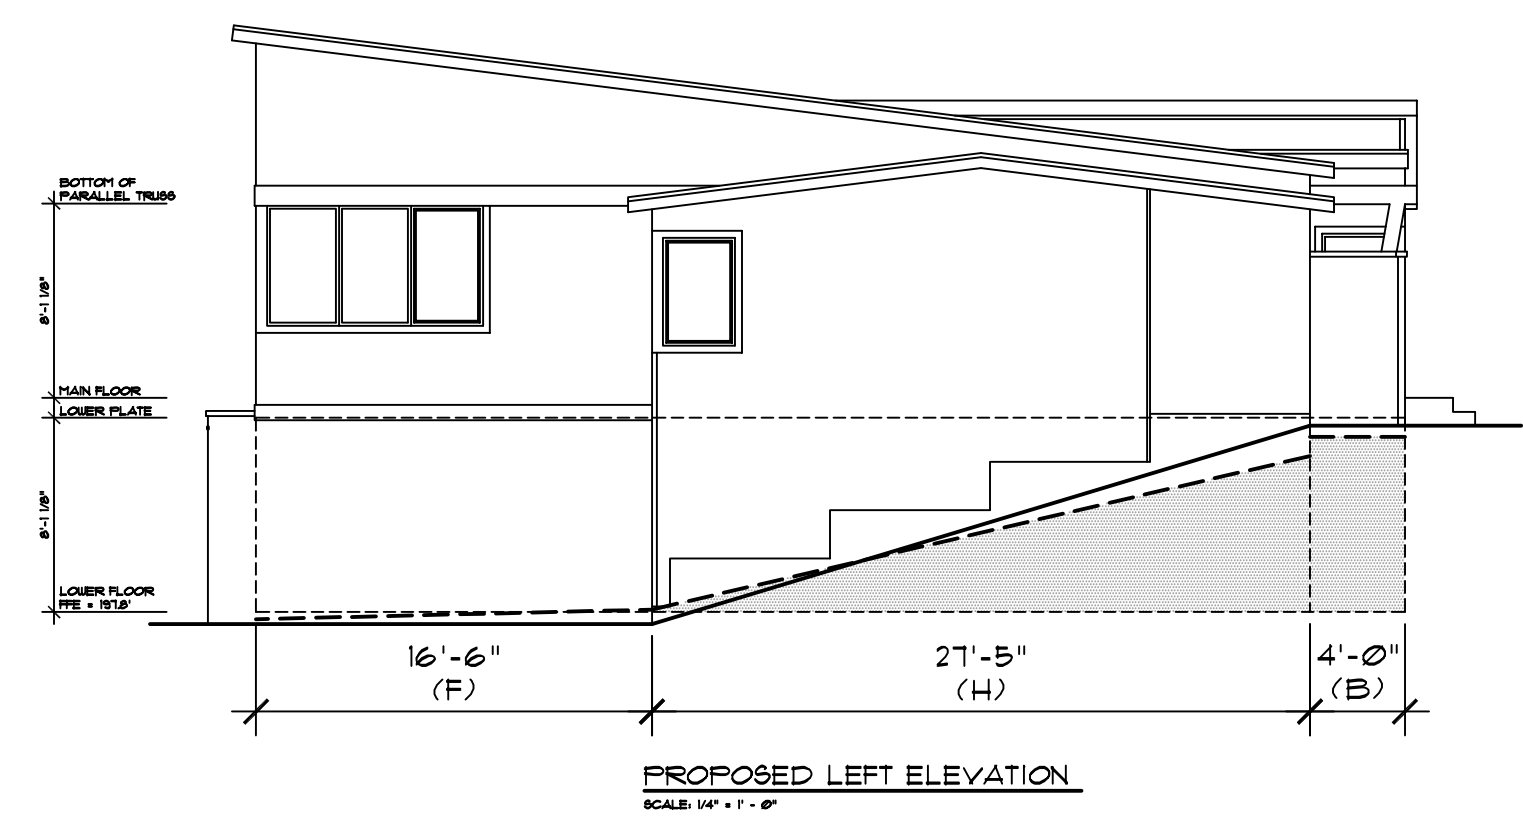 BOTTOM OF
PARALLEL TRUSS
8'-1 1/8"
MAIN FLOOR
LOWER PLATE
8'-1 1/8"
LOWER FLOOR
FFE = 197.8'
16'-6"
(F)
27'-5"
(H)
4'-0"
(B)
PROPOSED LEFT ELEVATION
SCALE: 1/4" = 1' - 0"